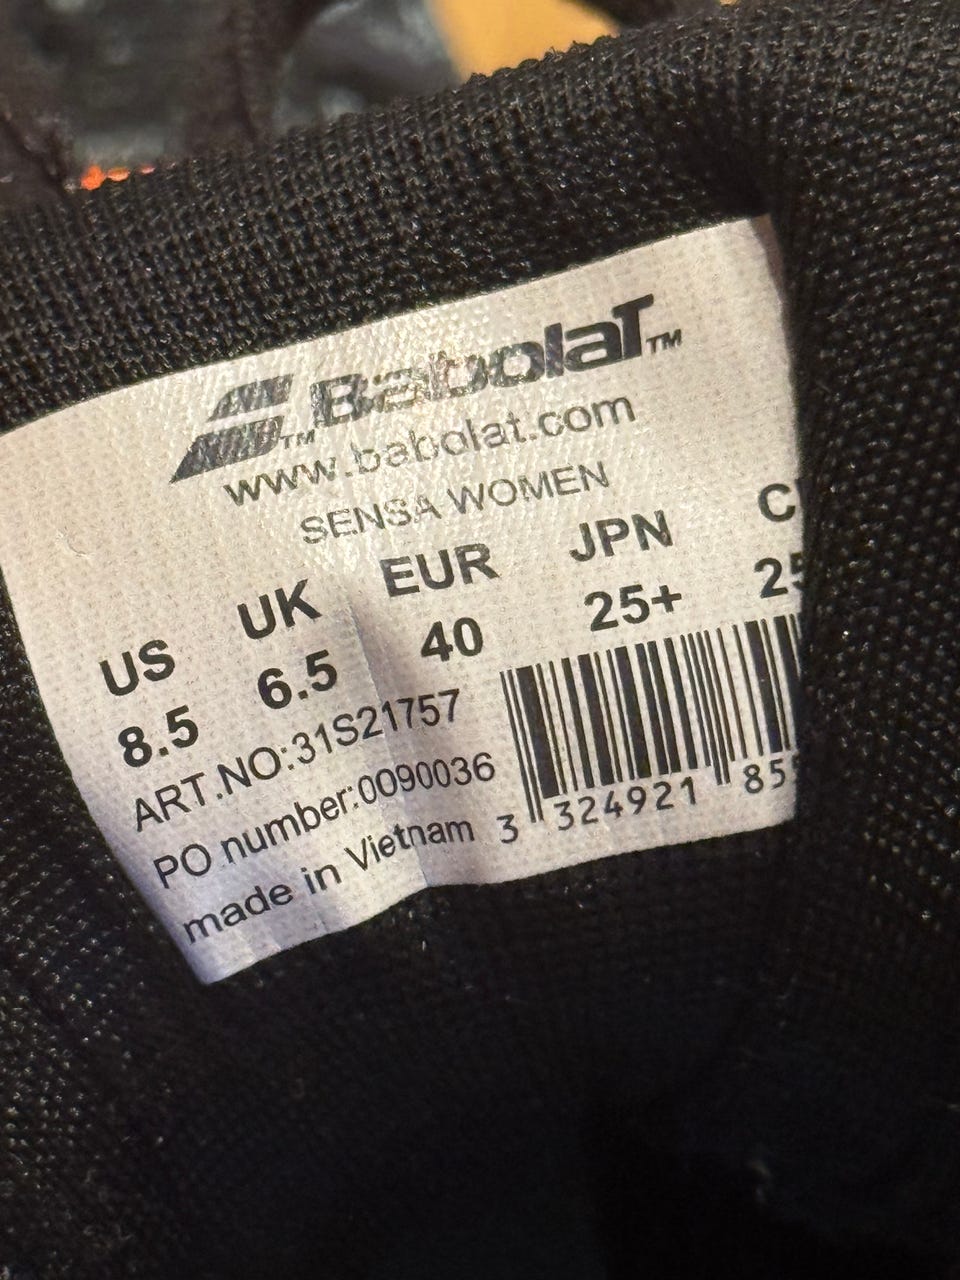 BabolaT™
www.babolat.com
SENSA WOMEN
US UK EUR JPN
8.5 6.5 40 25+
ART.NO:31S21757
PO number:0090036
made in Vietnam
3 324921 85